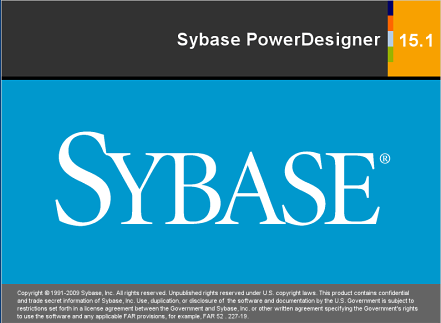 Sybase PowerDesigner 15.1
SYBASE®
Copyright © 1991-2009 Sybase, Inc. All rights reserved. Unpublished rights reserved under U.S. copyright laws. This product contains confidential
and trade secret information of Sybase, Inc. Use, duplication, or disclosure of the software and documentation by the U.S. Government is subject to
restrictions set forth in a license agreement between the Government and Sybase, Inc. or other written agreement specifying the Government's rights
to use the software and any applicable FAR provisions, for example, FAR 52.227-19.